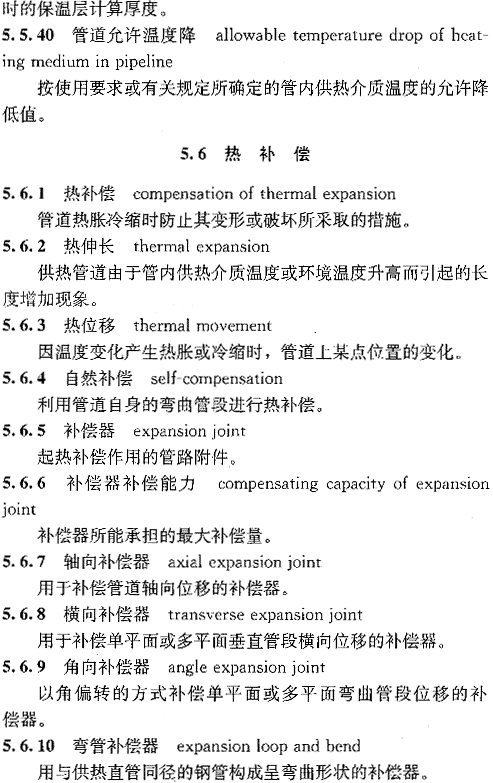 时的保温层计算厚度。
5.5.40 管道允许温度降 allowable temperature drop of heat-
ing medium in pipeline
按使用要求或有关规定所确定的管内供热介质温度的允许降
低值。
5.6 热 补 偿
5.6.1 热补偿 compensation of thermal expansion
管道热胀冷缩时防止其变形或破坏所采取的措施。
5.6.2 热伸长 thermal expansion
供热管道由于管内供热介质温度或环境温度升高而引起的长
度增加现象。
5.6.3 热位移 thermal movement
因温度变化产生热胀或冷缩时，管道上某点位置的变化。
5.6.4 自然补偿 self-compensation
利用管道自身的弯曲管段进行热补偿。
5.6.5 补偿器 expansion joint
起热补偿作用的管路附件。
5.6.6 补偿器补偿能力 compensating capacity of expansion
joint
补偿器所能承担的最大补偿量。
5.6.7 轴向补偿器 axial expansion joint
用于补偿管道轴向位移的补偿器。
5.6.8 横向补偿器 transverse expansion joint
用于补偿单平面或多平面垂直管段横向位移的补偿器。
5.6.9 角向补偿器 angle expansion joint
以角偏转的方式补偿单平面或多平面弯曲管段位移的补
偿器。
5.6.10 弯管补偿器 expansion loop and bend
用与供热直管同径的钢管构成呈弯曲形状的补偿器。